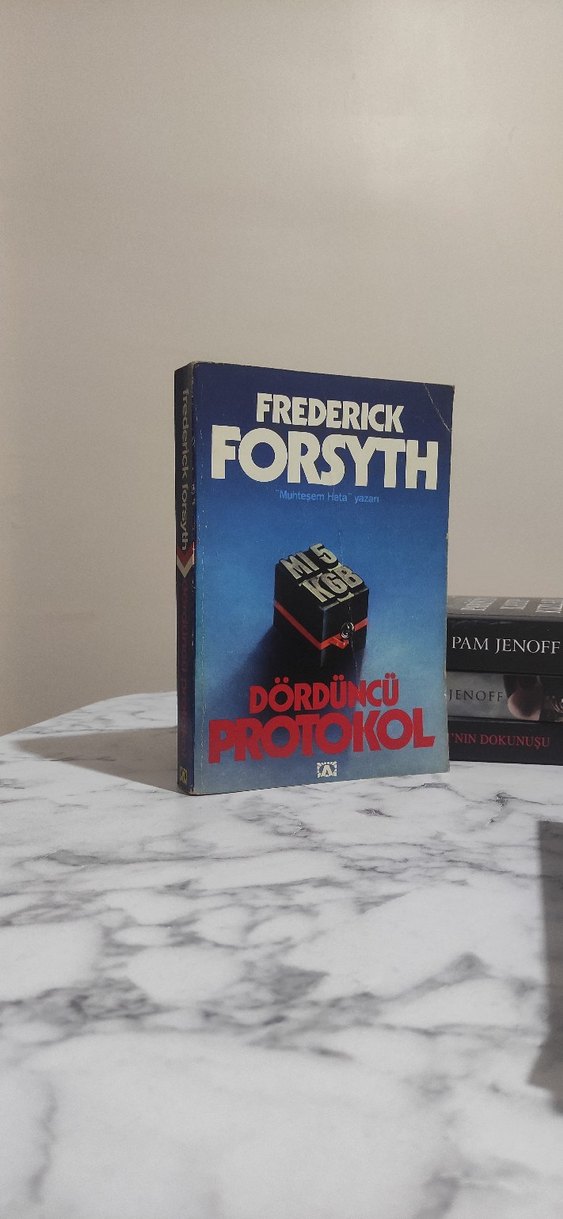 FREDERICK
FORSYTH
"Muhteşem Hata" yazarı
MI 5
KGB
DÖRDÜNCÜ
PROTOKOL
frederick forsyth
PAM JENOFF
JENOFF
'NIN DOKUNUŞU